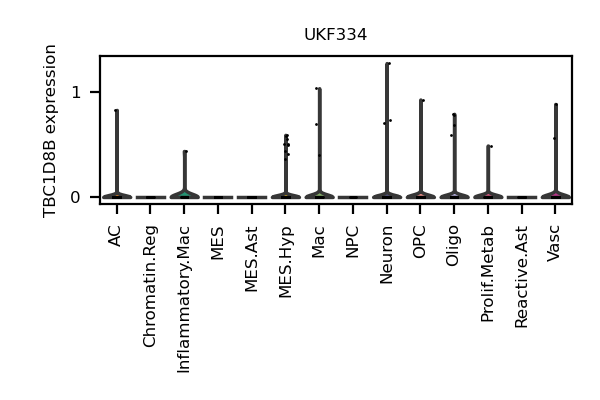 UKF334
TBC1D8B expression
1
0
AC
Chromatin.Reg
Inflammatory.Mac
MES
MES.Ast
MES.Hyp
Mac
NPC
Neuron
OPC
Oligo
Prolif.Metab
Reactive.Ast
Vasc